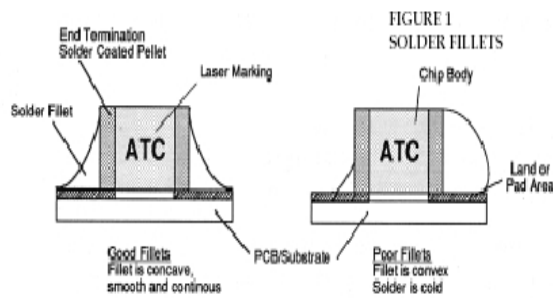 FIGURE 1
SOLDER FILLETS
End Termination
Solder Coated Pellet
Laser Marking
Solder Fillet
ATC
Chip Body
ATC
Land or
Pad Area
PCB/Substrate
Good Fillets
Fillet is concave,
smooth and continous
Poor Fillets
Fillet is convex
Solder is cold